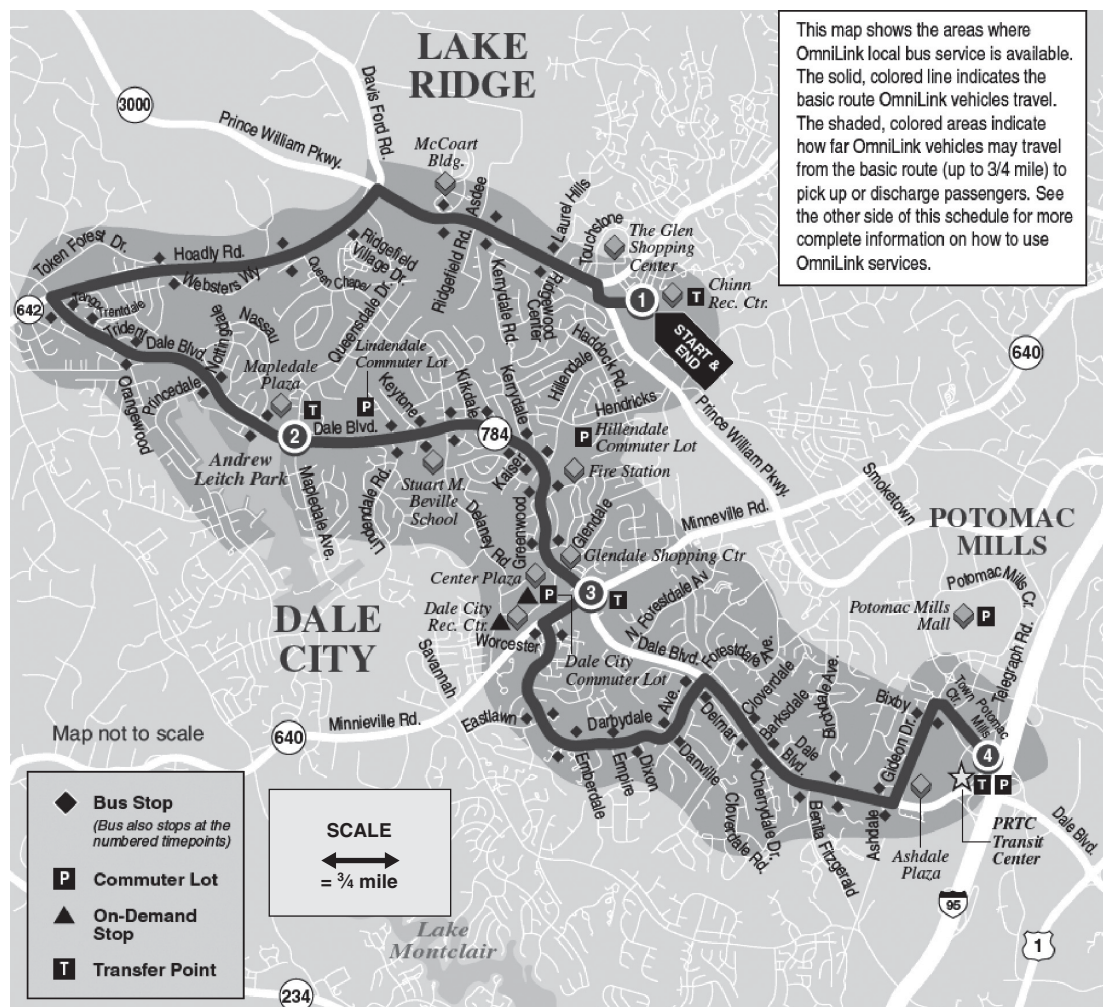 LAKE
RIDGE
This map shows the areas where
OmniLink local bus service is available.
The solid, colored line indicates the
basic route OmniLink vehicles travel.
The shaded, colored areas indicate
how far OmniLink vehicles may travel
from the basic route (up to 3/4 mile) to
pick up or discharge passengers. See
the other side of this schedule for more
complete information on how to use
OmniLink services.
3000
Prince William Pkwy.
Davis Ford Rd.
McCoart
Bldg.
Asdee
Laurel Hills
Touchstone
The Glen
Shopping
Center
Token Forest Dr.
Hoadly Rd.
Websters Wy
Ridgefield
Village Dr.
Queen Chapel
Queensdale Dr.
Ridgefield Rd.
Kerrydale Rd.
Ridgewood
Center
1
Chinn
Rec. Ctr.
T
START &
END
642
Tangu
Trentdale
Trident
Dale Blvd.
Nottingdale
Nassau
Lindendale
Commuter Lot
P
Haddock Rd.
640
Orangewood
Princedale
Mapledale
Plaza
T
2
Dale Blvd.
Keytone
Kirkdale
Kerrydale
Hillendale
Hendricks
784
P
Hillendale
Commuter Lot
Prince William Pkwy.
Andrew
Leitch Park
Mapledale Ave.
Lindendale Rd.
Stuart M.
Beville
School
Kaiser
Fire Station
Smoketown
Delaney Rd.
Greenwood
Glendale
Minneville Rd.
POTOMAC
MILLS
Glendale Shopping Ctr
Center Plaza
P
3
T
N. Forestdale Av.
Potomac Mills Cr.
DALE
CITY
Dale City
Rec. Ctr.
Worcester
Potomac Mills
Mall
P
Savannah
Dale City
Commuter Lot
Dale Blvd.
Forestdale Ave.
Telegraph Rd.
Minnieville Rd.
640
Eastlawn
Darbydale
Ave.
Delmar
Cloverdale
Barksdale
Brixdale Ave.
Bixby
Gideon Dr.
Town Ctr.
Potomac
Mills
4
Map not to scale
Emberdale
Empire
Dixon
Danville
Dale
Blvd.
Cherrydale Dr.
Cloverdale Rd.
Benita Fitzgerald
Ashdale
Ashdale
Plaza
T
P
PRTC
Transit
Center
Dale Blvd.
Bus Stop
(Bus also stops at the
numbered timepoints)
P
Commuter Lot
On-Demand
Stop
T
Transfer Point
SCALE
= ¾ mile
Lake
Montclair
95
1
234